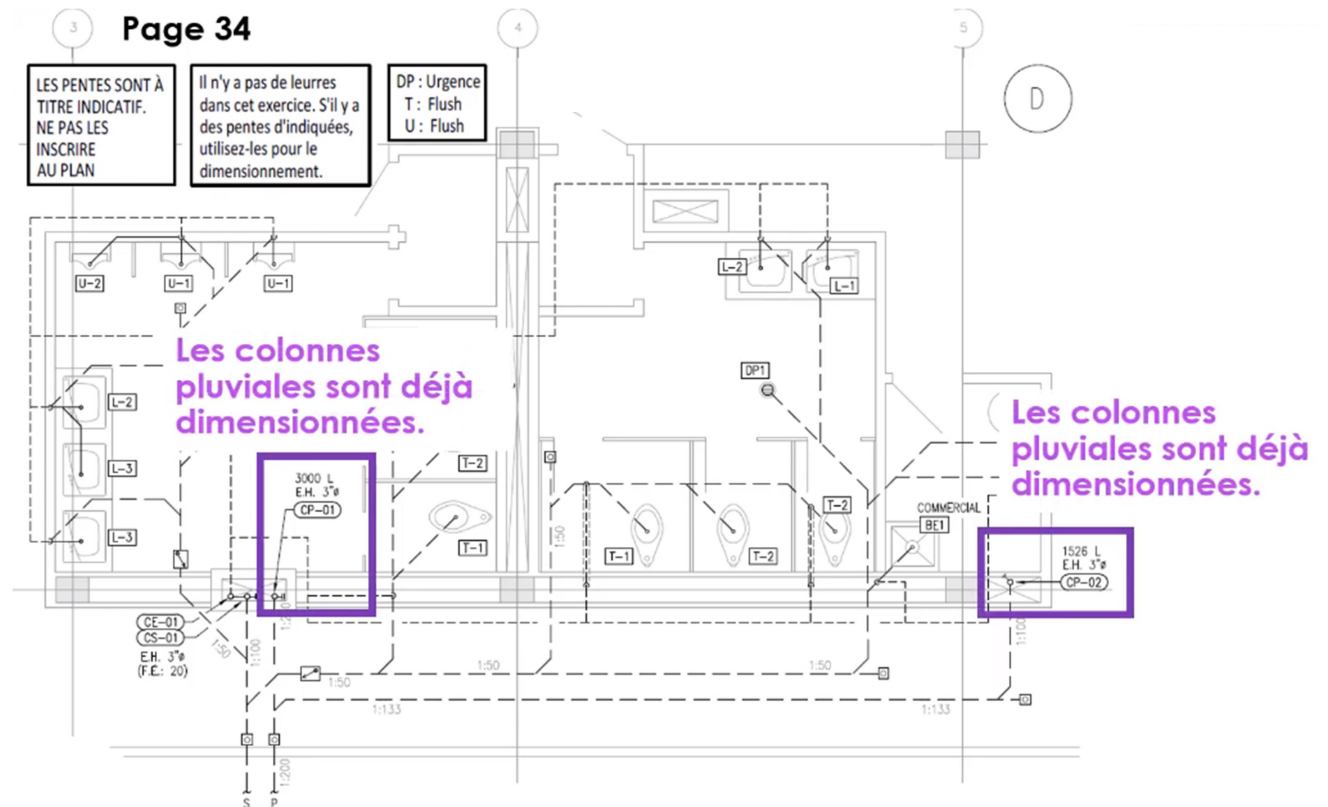 3
Page 34
4
5
LES PENTES SONT À
TITRE INDICATIF.
NE PAS LES
INSCRIRE
AU PLAN
Il n'y a pas de leurres
dans cet exercice. S'il y a
des pentes d'indiquées,
utilisez-les pour le
dimensionnement.
DP : Urgence
T : Flush
U : Flush
D
U-2
U-1
U-1
L-2
L-1
Les colonnes
pluviales sont déjà
dimensionnées.
DP1
L-2
L-3
L-3
Les colonnes
pluviales sont déjà
dimensionnées.
3000 L
E.H. 3"ø
CP-01
T-2
T-1
1:50
T-1
T-2
T-2
COMMERCIAL
BE1
1526 L
E.H. 3"ø
CP-02
CE-01
CS-01
E.H. 3"ø
(F.É.: 20)
1:50
1:100
1:200
1:100
1:50
1:50
1:50
1:133
1:133
1:200
S
P